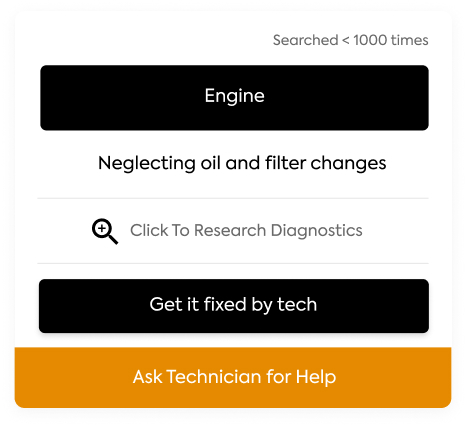 Searched < 1000 times
Engine
Neglecting oil and filter changes
Click To Research Diagnostics
Get it fixed by tech
Ask Technician for Help